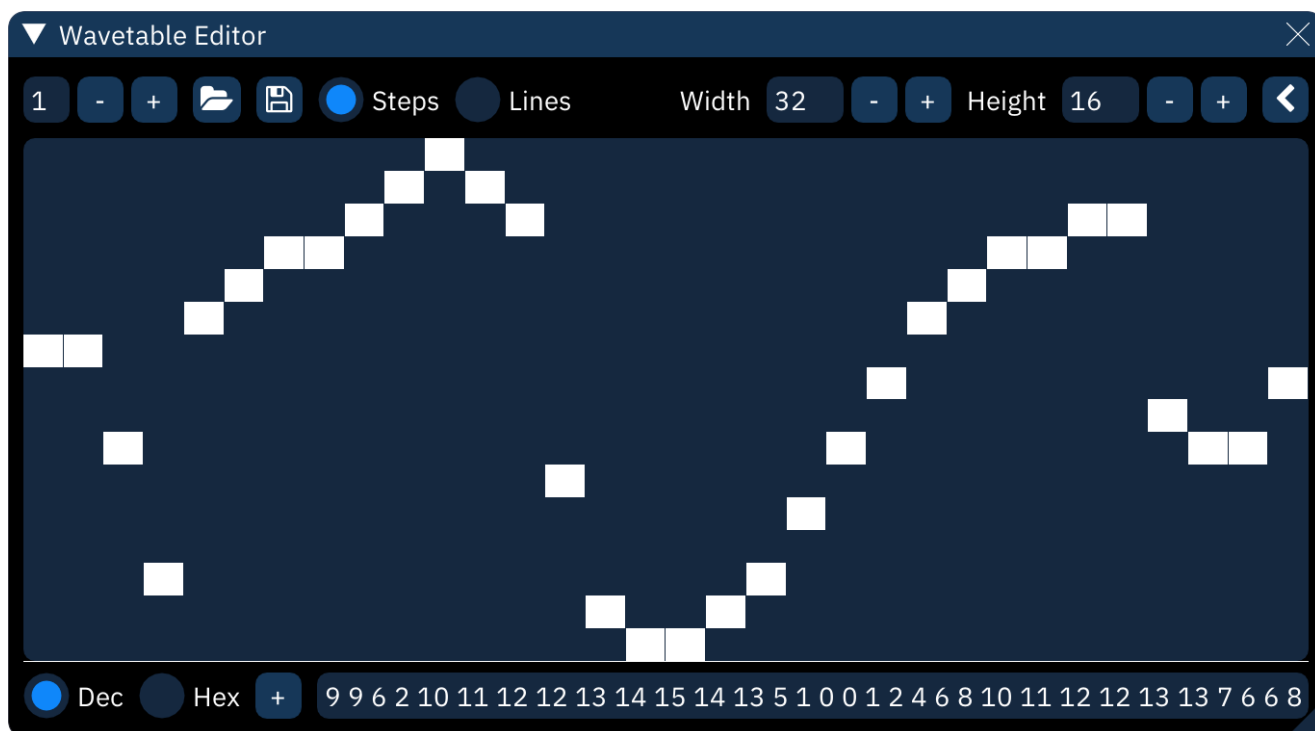 Wavetable Editor
1 - + Steps Lines Width 32 - + Height 16 - +
Dec Hex + 9 9 6 2 10 11 12 12 13 14 15 14 13 5 1 0 0 1 2 4 6 8 10 11 12 12 13 13 7 6 6 8